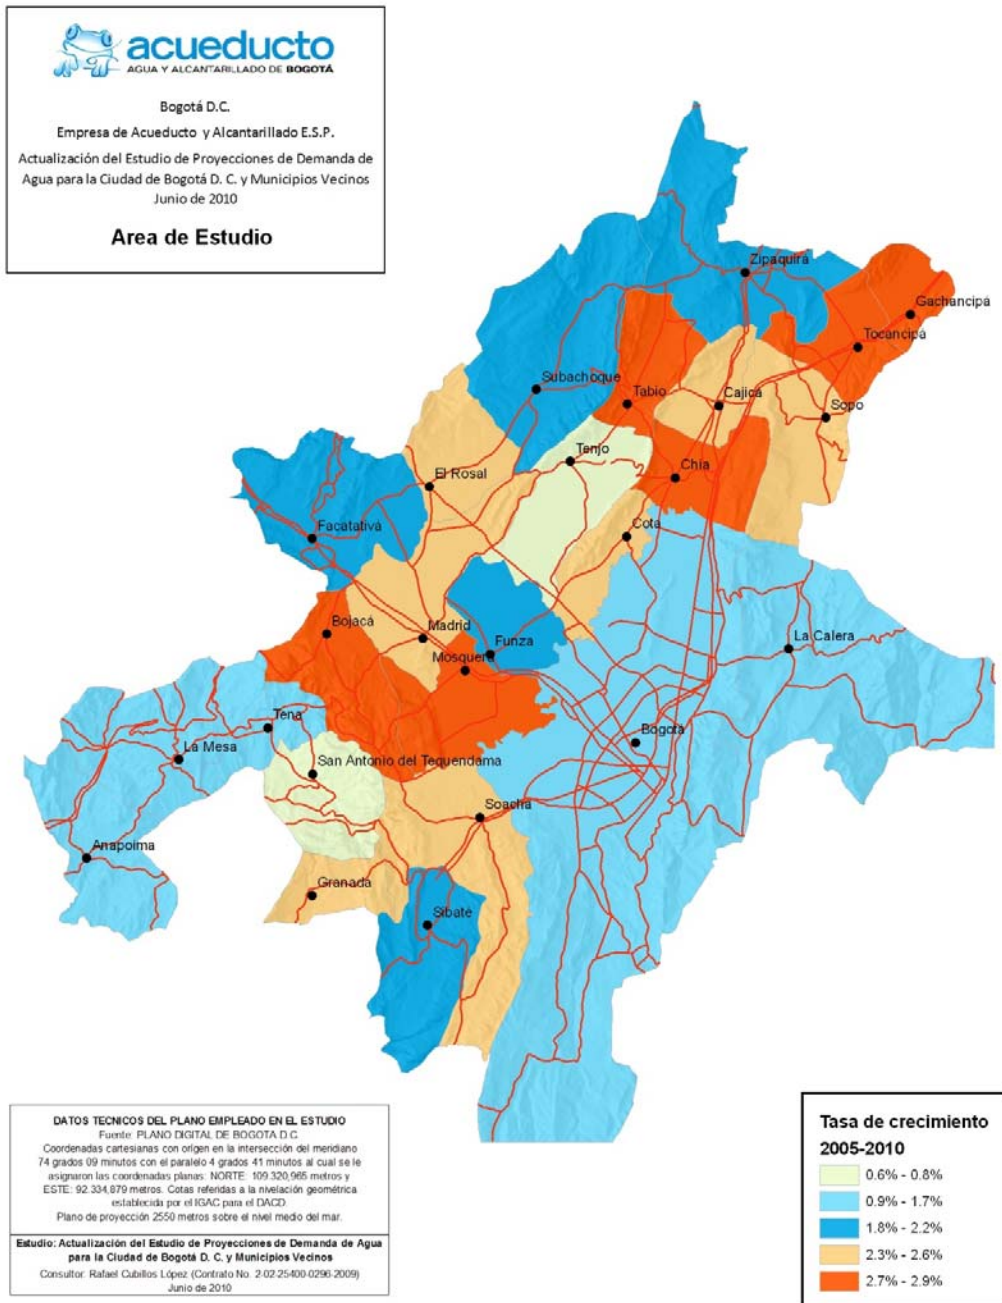 acueducto
AGUA Y ALCANTARILLADO DE BOGOTÁ
Bogotá D.C.
Empresa de Acueducto y Alcantarillado E.S.P.
Actualización del Estudio de Proyecciones de Demanda de
Agua para la Ciudad de Bogotá D. C. y Municipios Vecinos
Junio de 2010
Area de Estudio
Zipaquirá
Gachancipá
Tocancipá
Subachoque
Tabio
Cajicá
Sopo
Tenjo
Chía
El Rosal
Facatativá
Cota
Bojacá
Madrid
Funza
La Calera
Mosquera
Tena
Bogotá
La Mesa
San Antonio del Tequendama
Soacha
Anapoima
Granada
Sibate
DATOS TECNICOS DEL PLANO EMPLEADO EN EL ESTUDIO
Fuente: PLANO DIGITAL DE BOGOTA D.C
Coordenadas cartesianas con origen en la intersección del meridiano
74 grados 09 minutos con el paralelo 4 grados 41 minutos al cual se le
asignaron las coordenadas planas: NORTE: 109.320,965 metros y
ESTE: 92.334,879 metros. Cotas referidas a la nivelación geométrica
establecida por el IGAC para el DACD.
Plano de proyección 2550 metros sobre el nivel medio del mar.
Estudio: Actualización del Estudio de Proyecciones de Demanda de Agua
para la Ciudad de Bogotá D. C. y Municipios Vecinos
Consultor: Rafael Cubillos López (Contrato No. 2-02-25400-0296-2009)
Junio de 2010
Tasa de crecimiento
2005-2010
0.6% - 0.8%
0.9% - 1.7%
1.8% - 2.2%
2.3% - 2.6%
2.7% - 2.9%